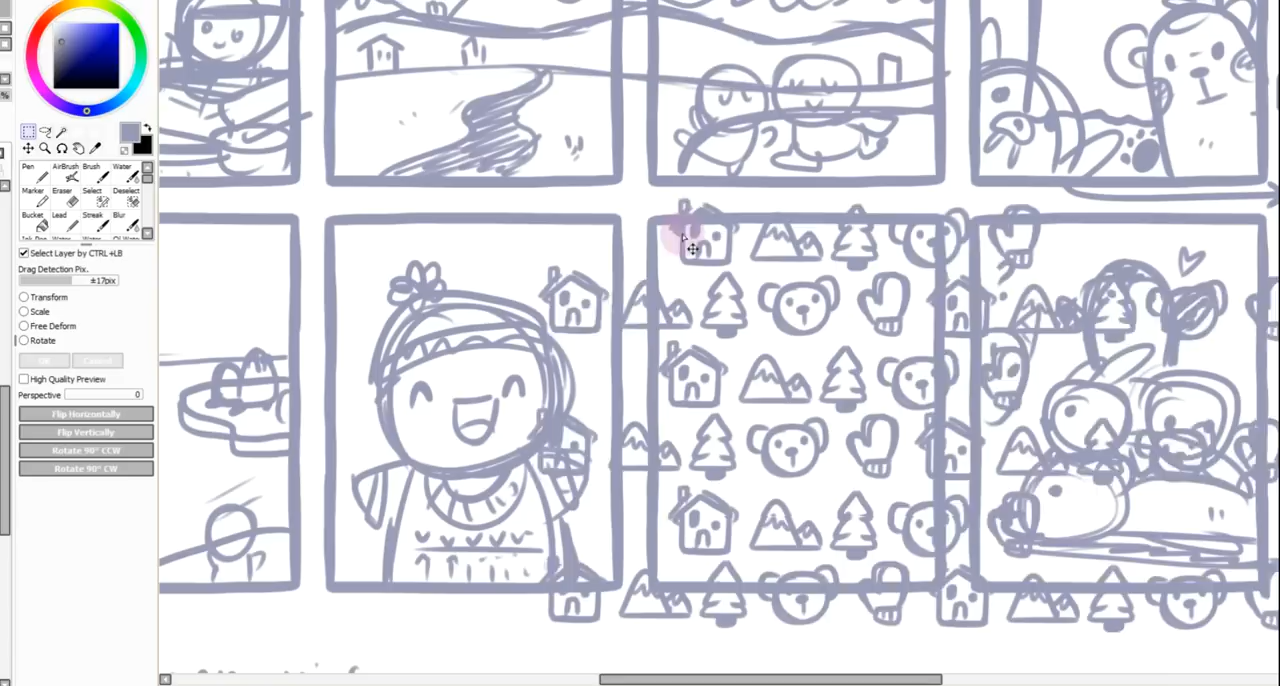 %
Pen AirBrush Brush Water
Marker Eraser Select Deselect
Bucket Lead Streak Blur
Select Layer by CTRL+LB
Drag Detection Pix.
±17pix
Transform
Scale
Free Deform
Rotate
OK Cancel
High Quality Preview
Perspective 0
Flip Horizontally
Flip Vertically
Rotate 90° CCW
Rotate 90° CW